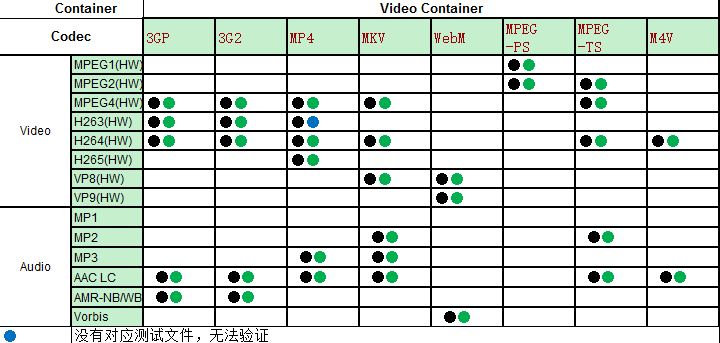 Container Video Container
Codec 3GP 3G2 MP4 MKV WebM MPEG-PS MPEG-TS M4V
Video
MPEG1(HW)
MPEG2(HW)
MPEG4(HW)
H263(HW)
H264(HW)
H265(HW)
VP8(HW)
VP9(HW)
Audio
MP1
MP2
MP3
AAC LC
AMR-NB/WB
Vorbis
没有对应测试文件，无法验证